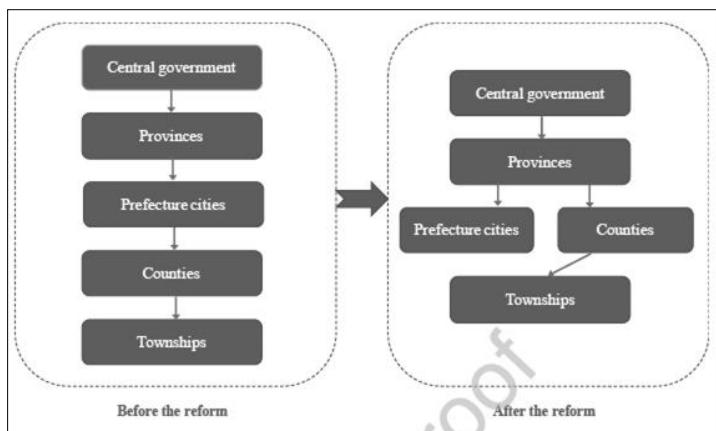 Central government
Provinces
Prefecture cities
Counties
Townships
Before the reform
Central government
Provinces
Prefecture cities
Counties
Townships
After the reform
roof